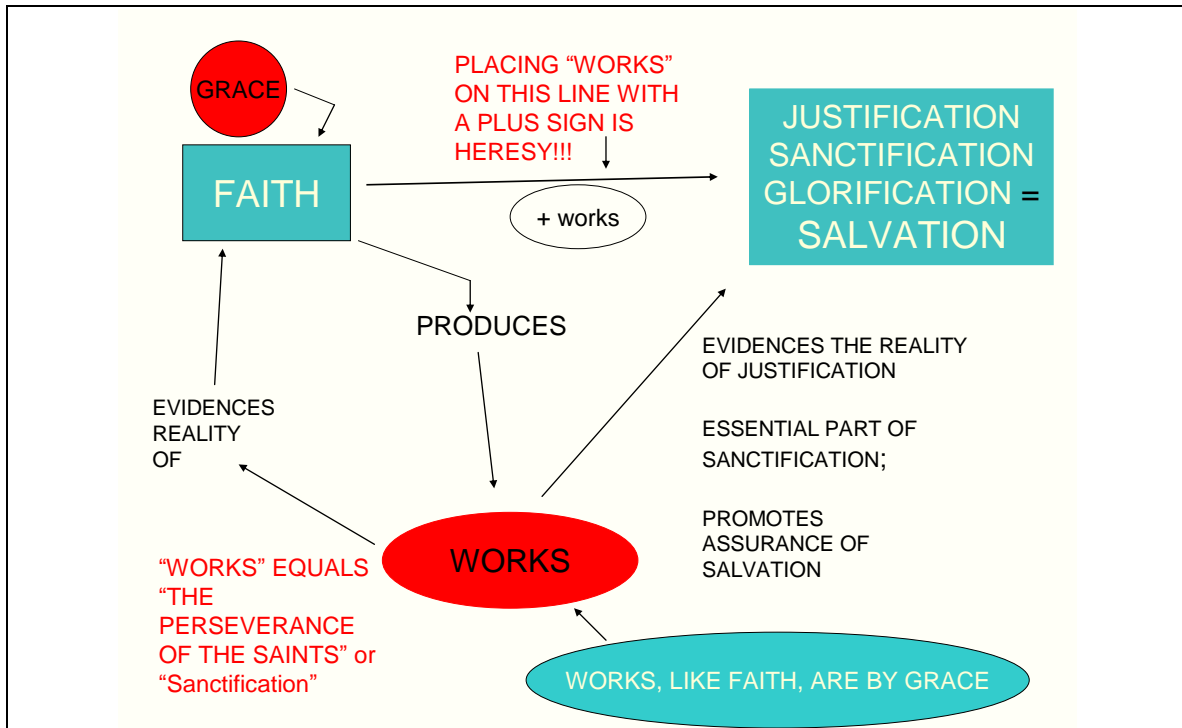 GRACE
PLACING “WORKS”
ON THIS LINE WITH
A PLUS SIGN IS
HERESY!!!
FAITH
+ works
JUSTIFICATION
SANCTIFICATION
GLORIFICATION =
SALVATION
PRODUCES
EVIDENCES
REALITY
OF
EVIDENCES THE REALITY
OF JUSTIFICATION
ESSENTIAL PART OF
SANCTIFICATION;
PROMOTES
ASSURANCE OF
SALVATION
WORKS
“WORKS” EQUALS
“THE
PERSEVERANCE
OF THE SAINTS” or
“Sanctification”
WORKS, LIKE FAITH, ARE BY GRACE